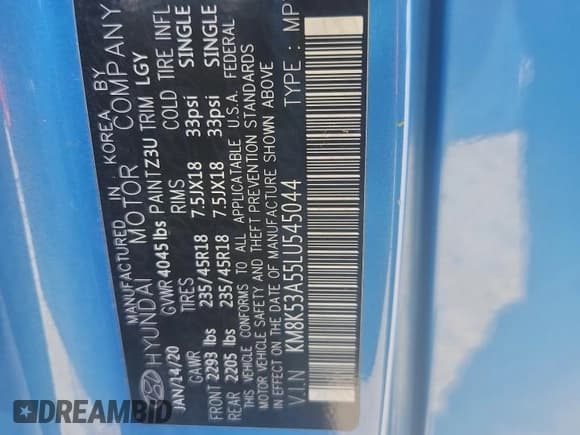 MANUFACTURED IN KOREA BY
HYUNDAI MOTOR COMPANY
JAN/14/20 GVWR 4045 lbs PAINT Z3U TRIM LGY
GAWR TIRES RIMS COLD TIRE INFL
FRONT 2293 lbs 235/45R18 7.5JX18 33psi SINGLE
REAR 2205 lbs 235/45R18 7.5JX18 33psi SINGLE
THIS VEHICLE CONFORMS TO ALL APPLICABLE U.S.A. FEDERAL
MOTOR VEHICLE SAFETY AND THEFT PREVENTION STANDARDS
IN EFFECT ON THE DATE OF MANUFACTURE SHOWN ABOVE
V.I.N KM8K53A55LU545044 TYPE : MP
DREAMBID